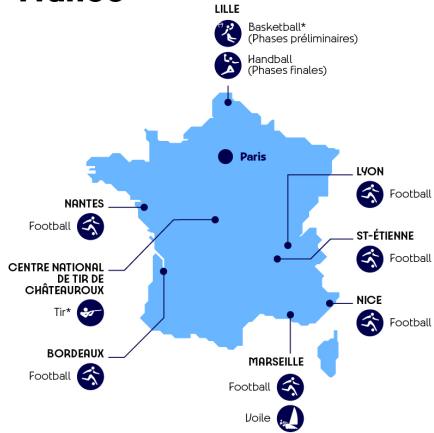 France
LILLE
Basketball*
(Phases préliminaires)
Handball
(Phases finales)
Paris
LYON
Football
NANTES
Football
ST-ÉTIENNE
Football
CENTRE NATIONAL
DE TIR DE
CHÂTEAUROUX
Tir*
NICE
Football
BORDEAUX
Football
MARSEILLE
Football
Voile